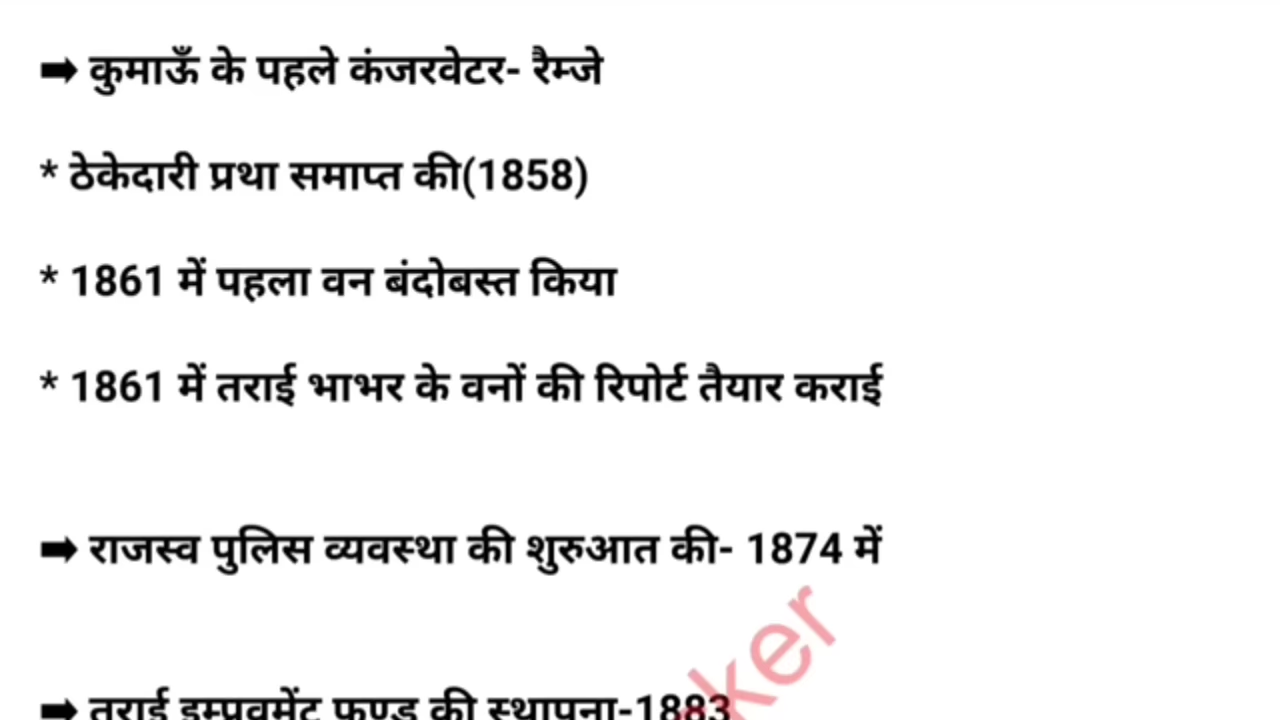 ➡ कुमाऊँ के पहले कंजरवेटर- रैम्जे
* ठेकेदारी प्रथा समाप्त की(1858)
* 1861 में पहला वन बंदोबस्त किया
* 1861 में तराई भाभर के वनों की रिपोर्ट तैयार कराई
➡ राजस्व पुलिस व्यवस्था की शुरुआत की- 1874 में
➡ तराई इम्प्रूवमेंट फण्ड की स्थापना-1883
ker